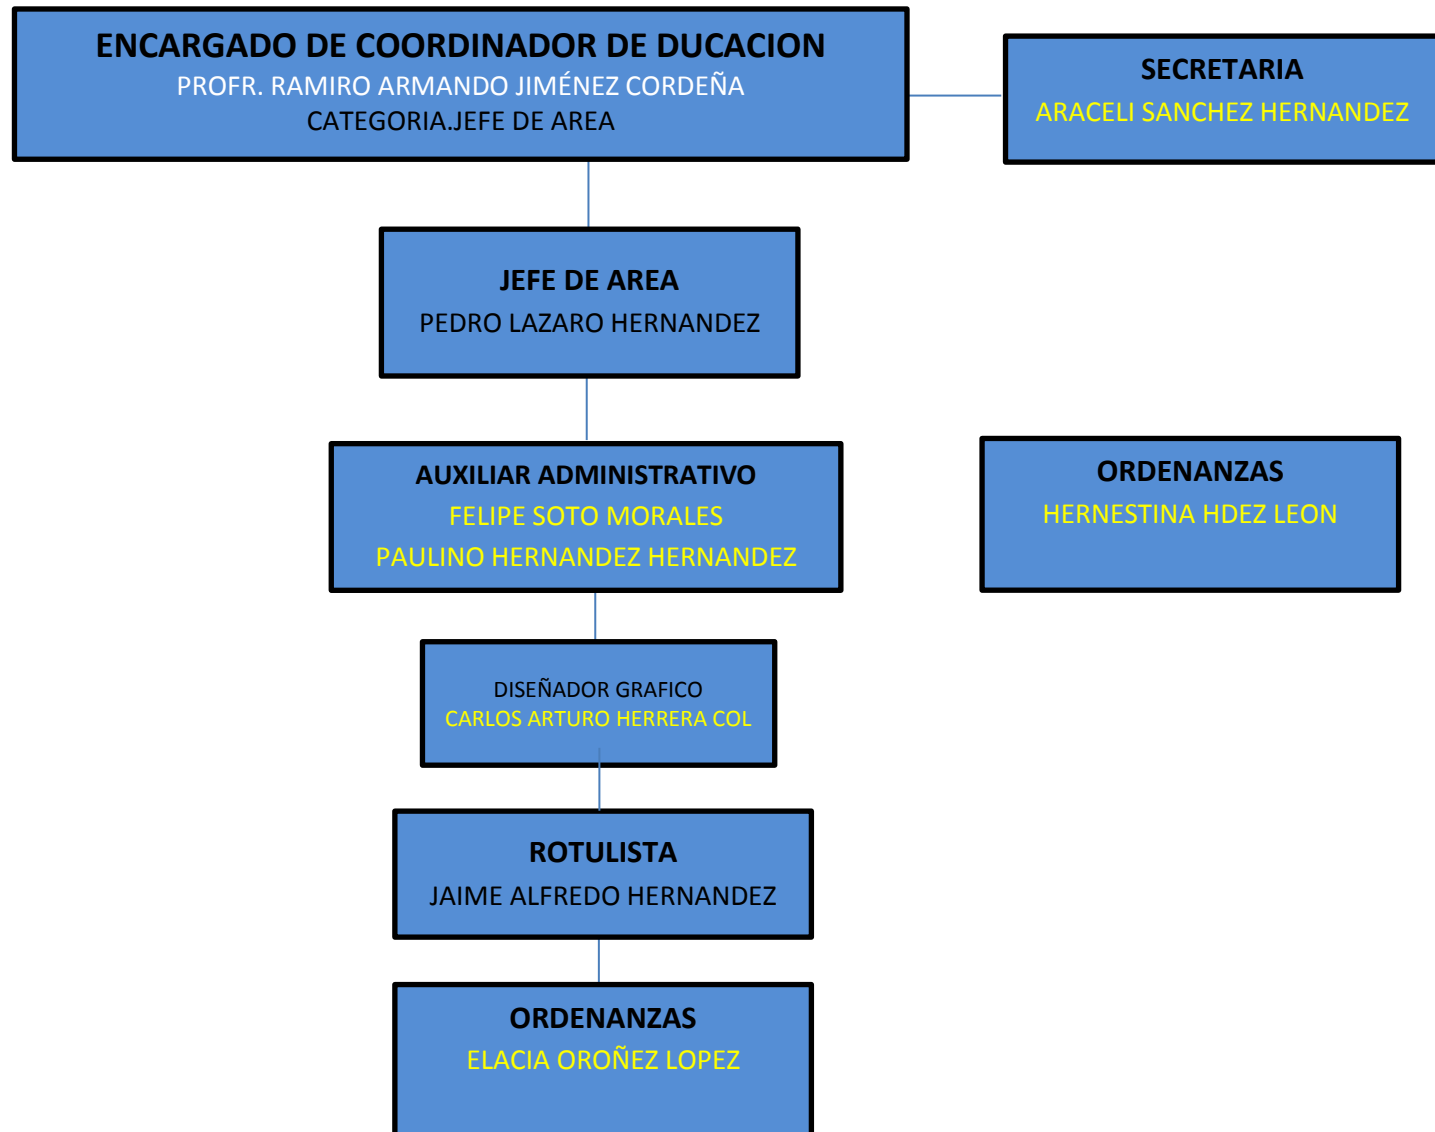 ENCARGADO DE COORDINADOR DE DUCACION
PROFR. RAMIRO ARMANDO JIMÉNEZ CORDEÑA
CATEGORIA.JEFE DE AREA
SECRETARIA
ARACELI SANCHEZ HERNANDEZ
JEFE DE AREA
PEDRO LAZARO HERNANDEZ
AUXILIAR ADMINISTRATIVO
FELIPE SOTO MORALES
PAULINO HERNANDEZ HERNANDEZ
ORDENANZAS
HERNESTINA HDEZ LEON
DISEÑADOR GRAFICO
CARLOS ARTURO HERRERA COL
ROTULISTA
JAIME ALFREDO HERNANDEZ
ORDENANZAS
ELACIA OROÑEZ LOPEZ